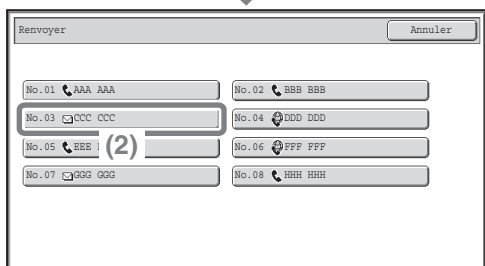 Renvoyer Annuler
No.01 AAA AAA No.02 BBB BBB
No.03 CCC CCC No.04 DDD DDD
No.05 EEE (2) No.06 FFF FFF
No.07 GGG GGG No.08 HHH HHH